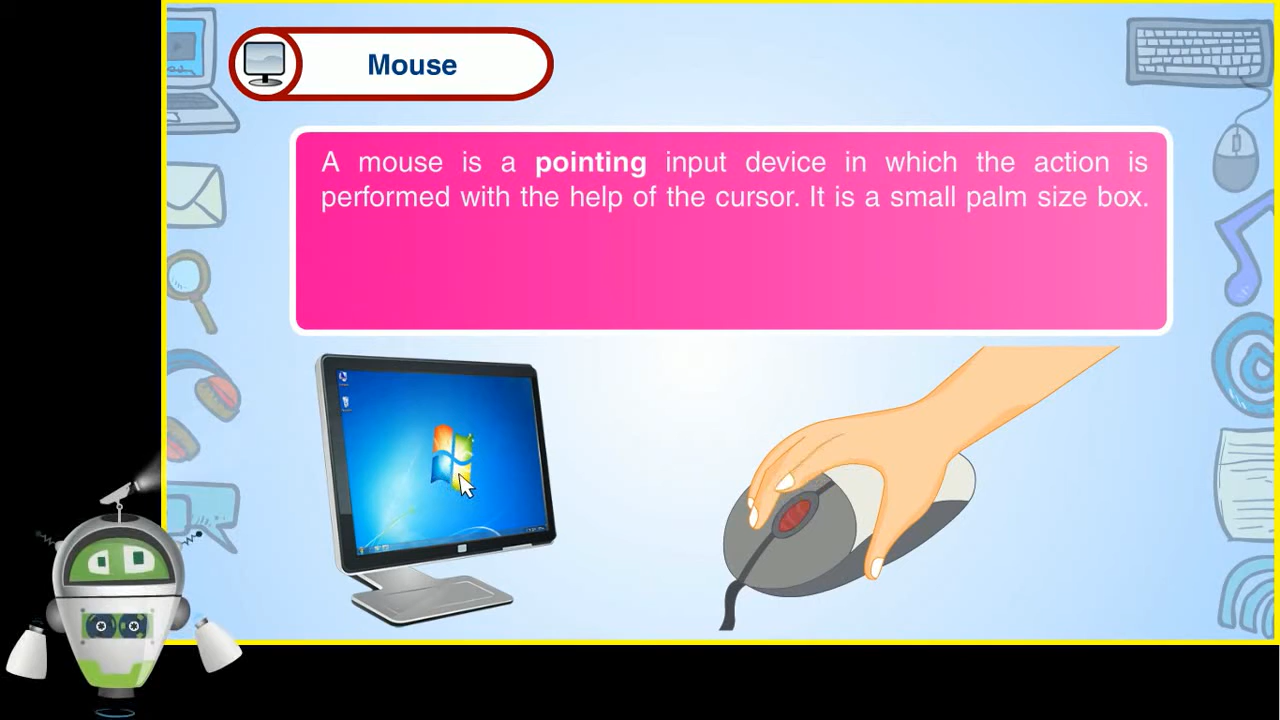 Mouse
A mouse is a pointing input device in which the action is
performed with the help of the cursor. It is a small palm size box.